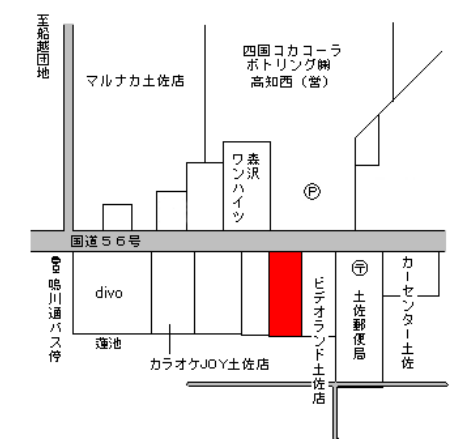 至船越団地
マルナカ土佐店
四国コカコーラ
ボトリング㈱
高知西（営）
森沢
ワンハイツ
Ⓟ
国道５６号
鳴川通バス停
divo
蓮池
カラオケJOY土佐店
ビデオランド土佐店
〒
土佐郵便局
カーセンター土佐